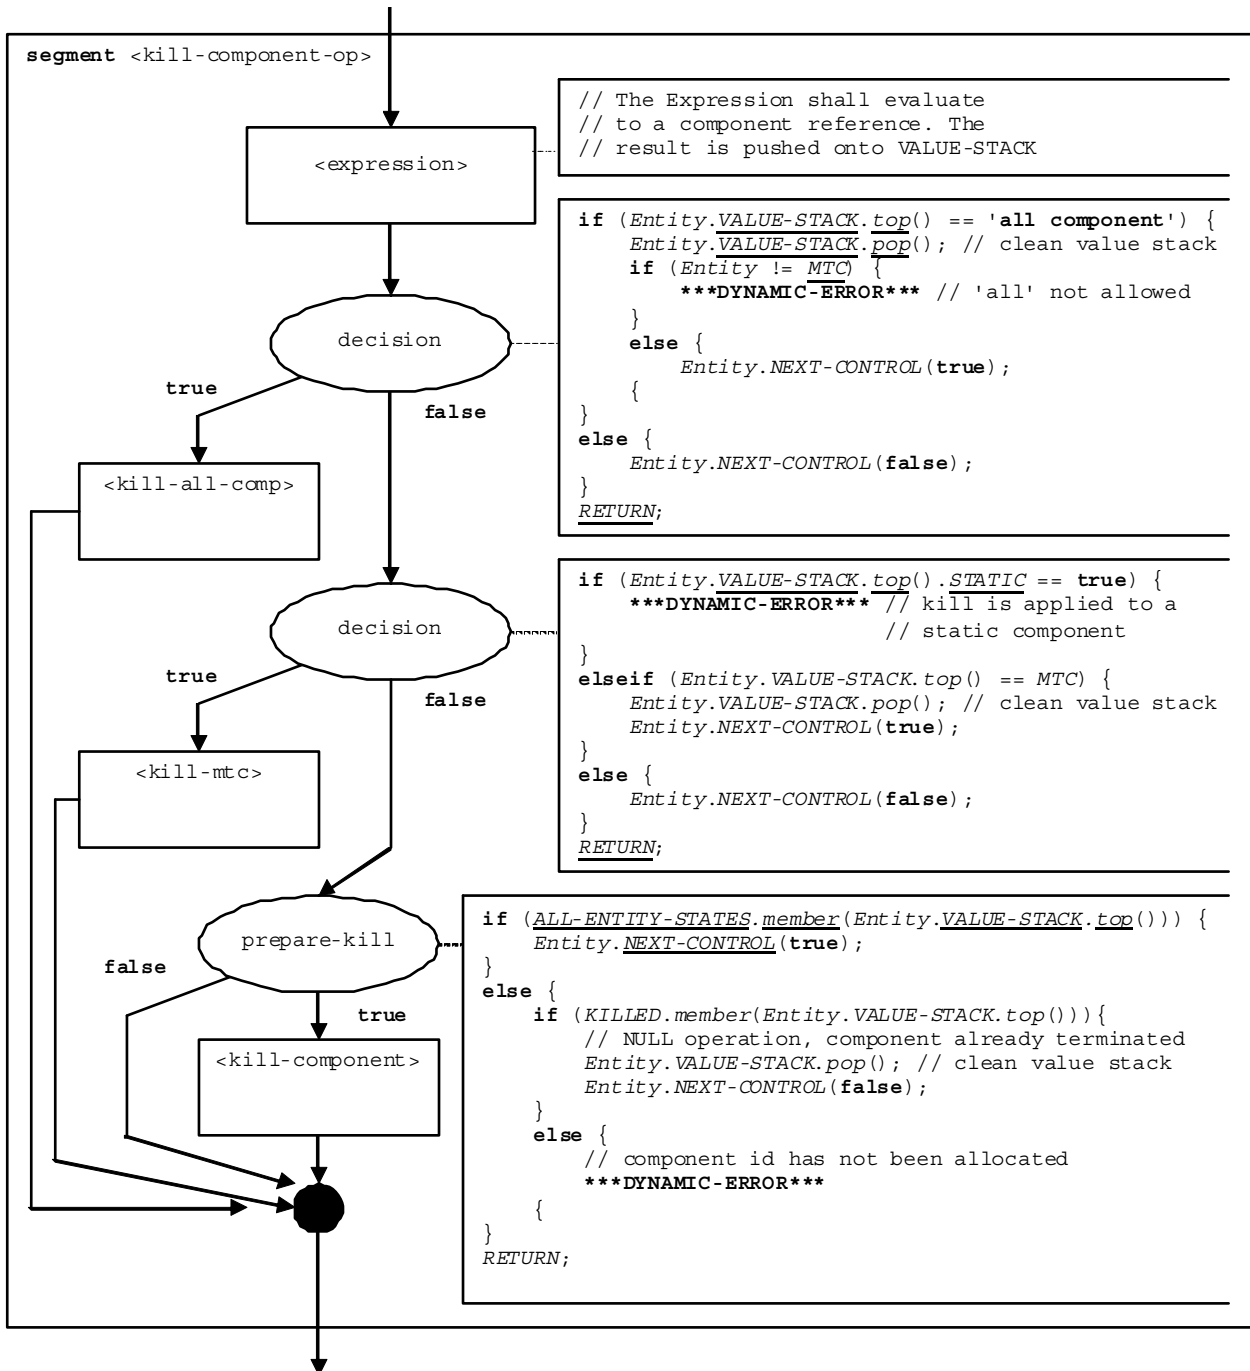 segment <kill-component-op>
// The Expression shall evaluate
// to a component reference. The
// result is pushed onto VALUE-STACK
<expression>
if (Entity.VALUE-STACK.top() == 'all component') {
Entity.VALUE-STACK.pop(); // clean value stack
if (Entity != MTC) {
***DYNAMIC-ERROR*** // 'all' not allowed
}
else {
Entity.NEXT-CONTROL(true);
{
}
else {
Entity.NEXT-CONTROL(false);
}
RETURN;
decision
true
false
<kill-all-comp>
if (Entity.VALUE-STACK.top().STATIC == true) {
***DYNAMIC-ERROR*** // kill is applied to a
// static component
}
elseif (Entity.VALUE-STACK.top() == MTC) {
Entity.VALUE-STACK.pop(); // clean value stack
Entity.NEXT-CONTROL(true);
}
else {
Entity.NEXT-CONTROL(false);
}
RETURN;
decision
true
false
<kill-mtc>
if (ALL-ENTITY-STATES.member(Entity.VALUE-STACK.top())) {
Entity.NEXT-CONTROL(true);
}
else {
if (KILLED.member(Entity.VALUE-STACK.top())){
// NULL operation, component already terminated
Entity.VALUE-STACK.pop(); // clean value stack
Entity.NEXT-CONTROL(false);
}
else {
// component id has not been allocated
***DYNAMIC-ERROR***
{
}
RETURN;
prepare-kill
false
true
<kill-component>